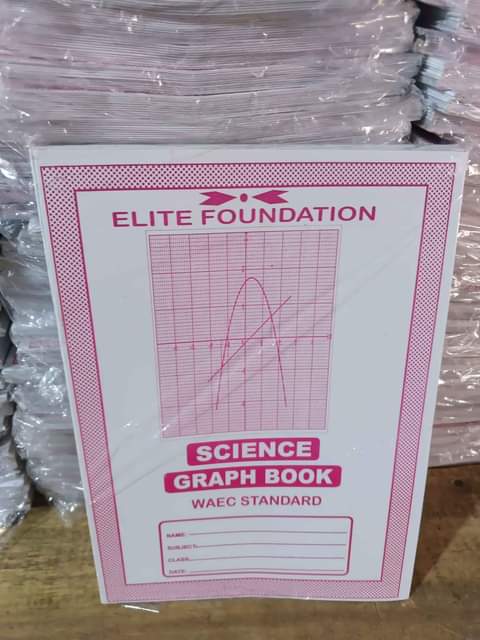 ELITE FOUNDATION
SCIENCE
GRAPH BOOK
WAEC STANDARD
NAME:
SUBJECT:
CLASS:
DATE: